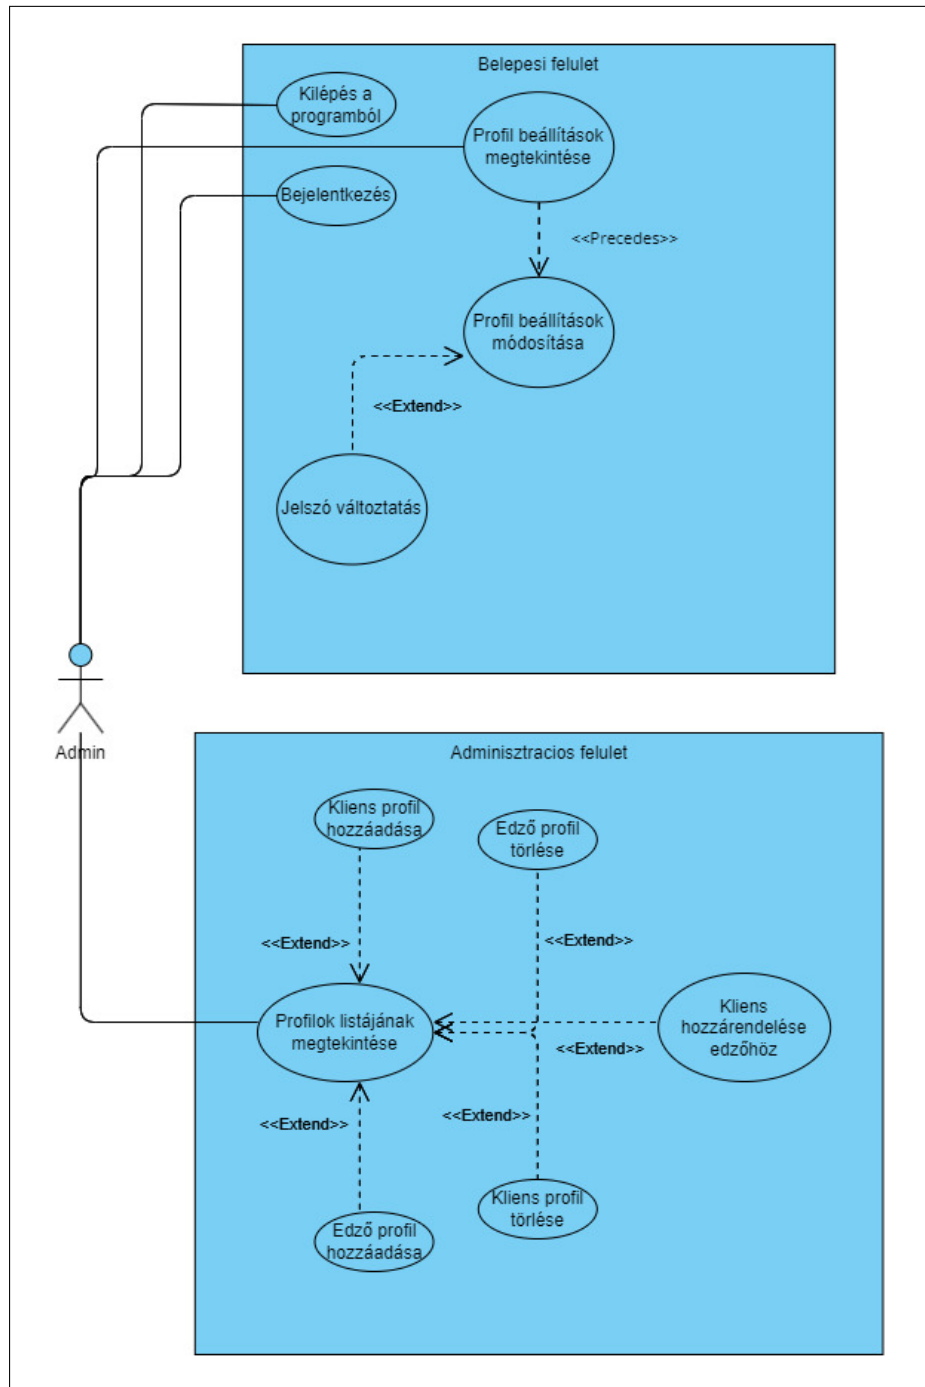 Belepesi felulet
Kilépés a
programból
Profil beállítások
megtekintése
Bejelentkezés
<<Precedes>>
Profil beállítások
módosítása
<<Extend>>
Jelszó változtatás
Admin
Adminisztracios felulet
Kliens profil
hozzáadása
Edző profil
törlése
<<Extend>>
<<Extend>>
Profilok listájának
megtekintése
Kliens
hozzárendelése
edzőhöz
<<Extend>>
<<Extend>>
<<Extend>>
Edző profil
hozzáadása
Kliens profil
törlése